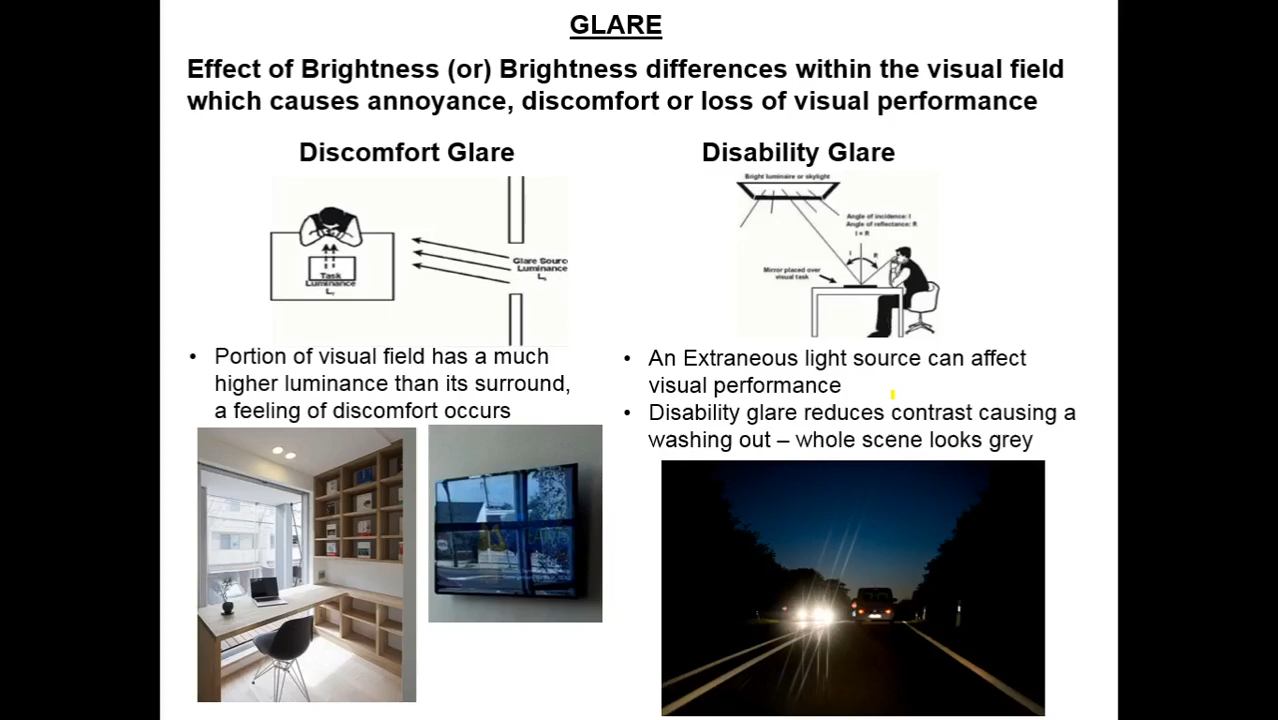 GLARE
Effect of Brightness (or) Brightness differences within the visual field
which causes annoyance, discomfort or loss of visual performance
Discomfort Glare
Task
Luminance
Glare Sourc
Luminance
• Portion of visual field has a much
higher luminance than its surround,
a feeling of discomfort occurs
Disability Glare
Bright luminaire or skylight
Angle of incidence: I
Angle of reflectance: R
I = R
I
R
Mirror placed over
visual task
• An Extraneous light source can affect
visual performance
• Disability glare reduces contrast causing a
washing out – whole scene looks grey